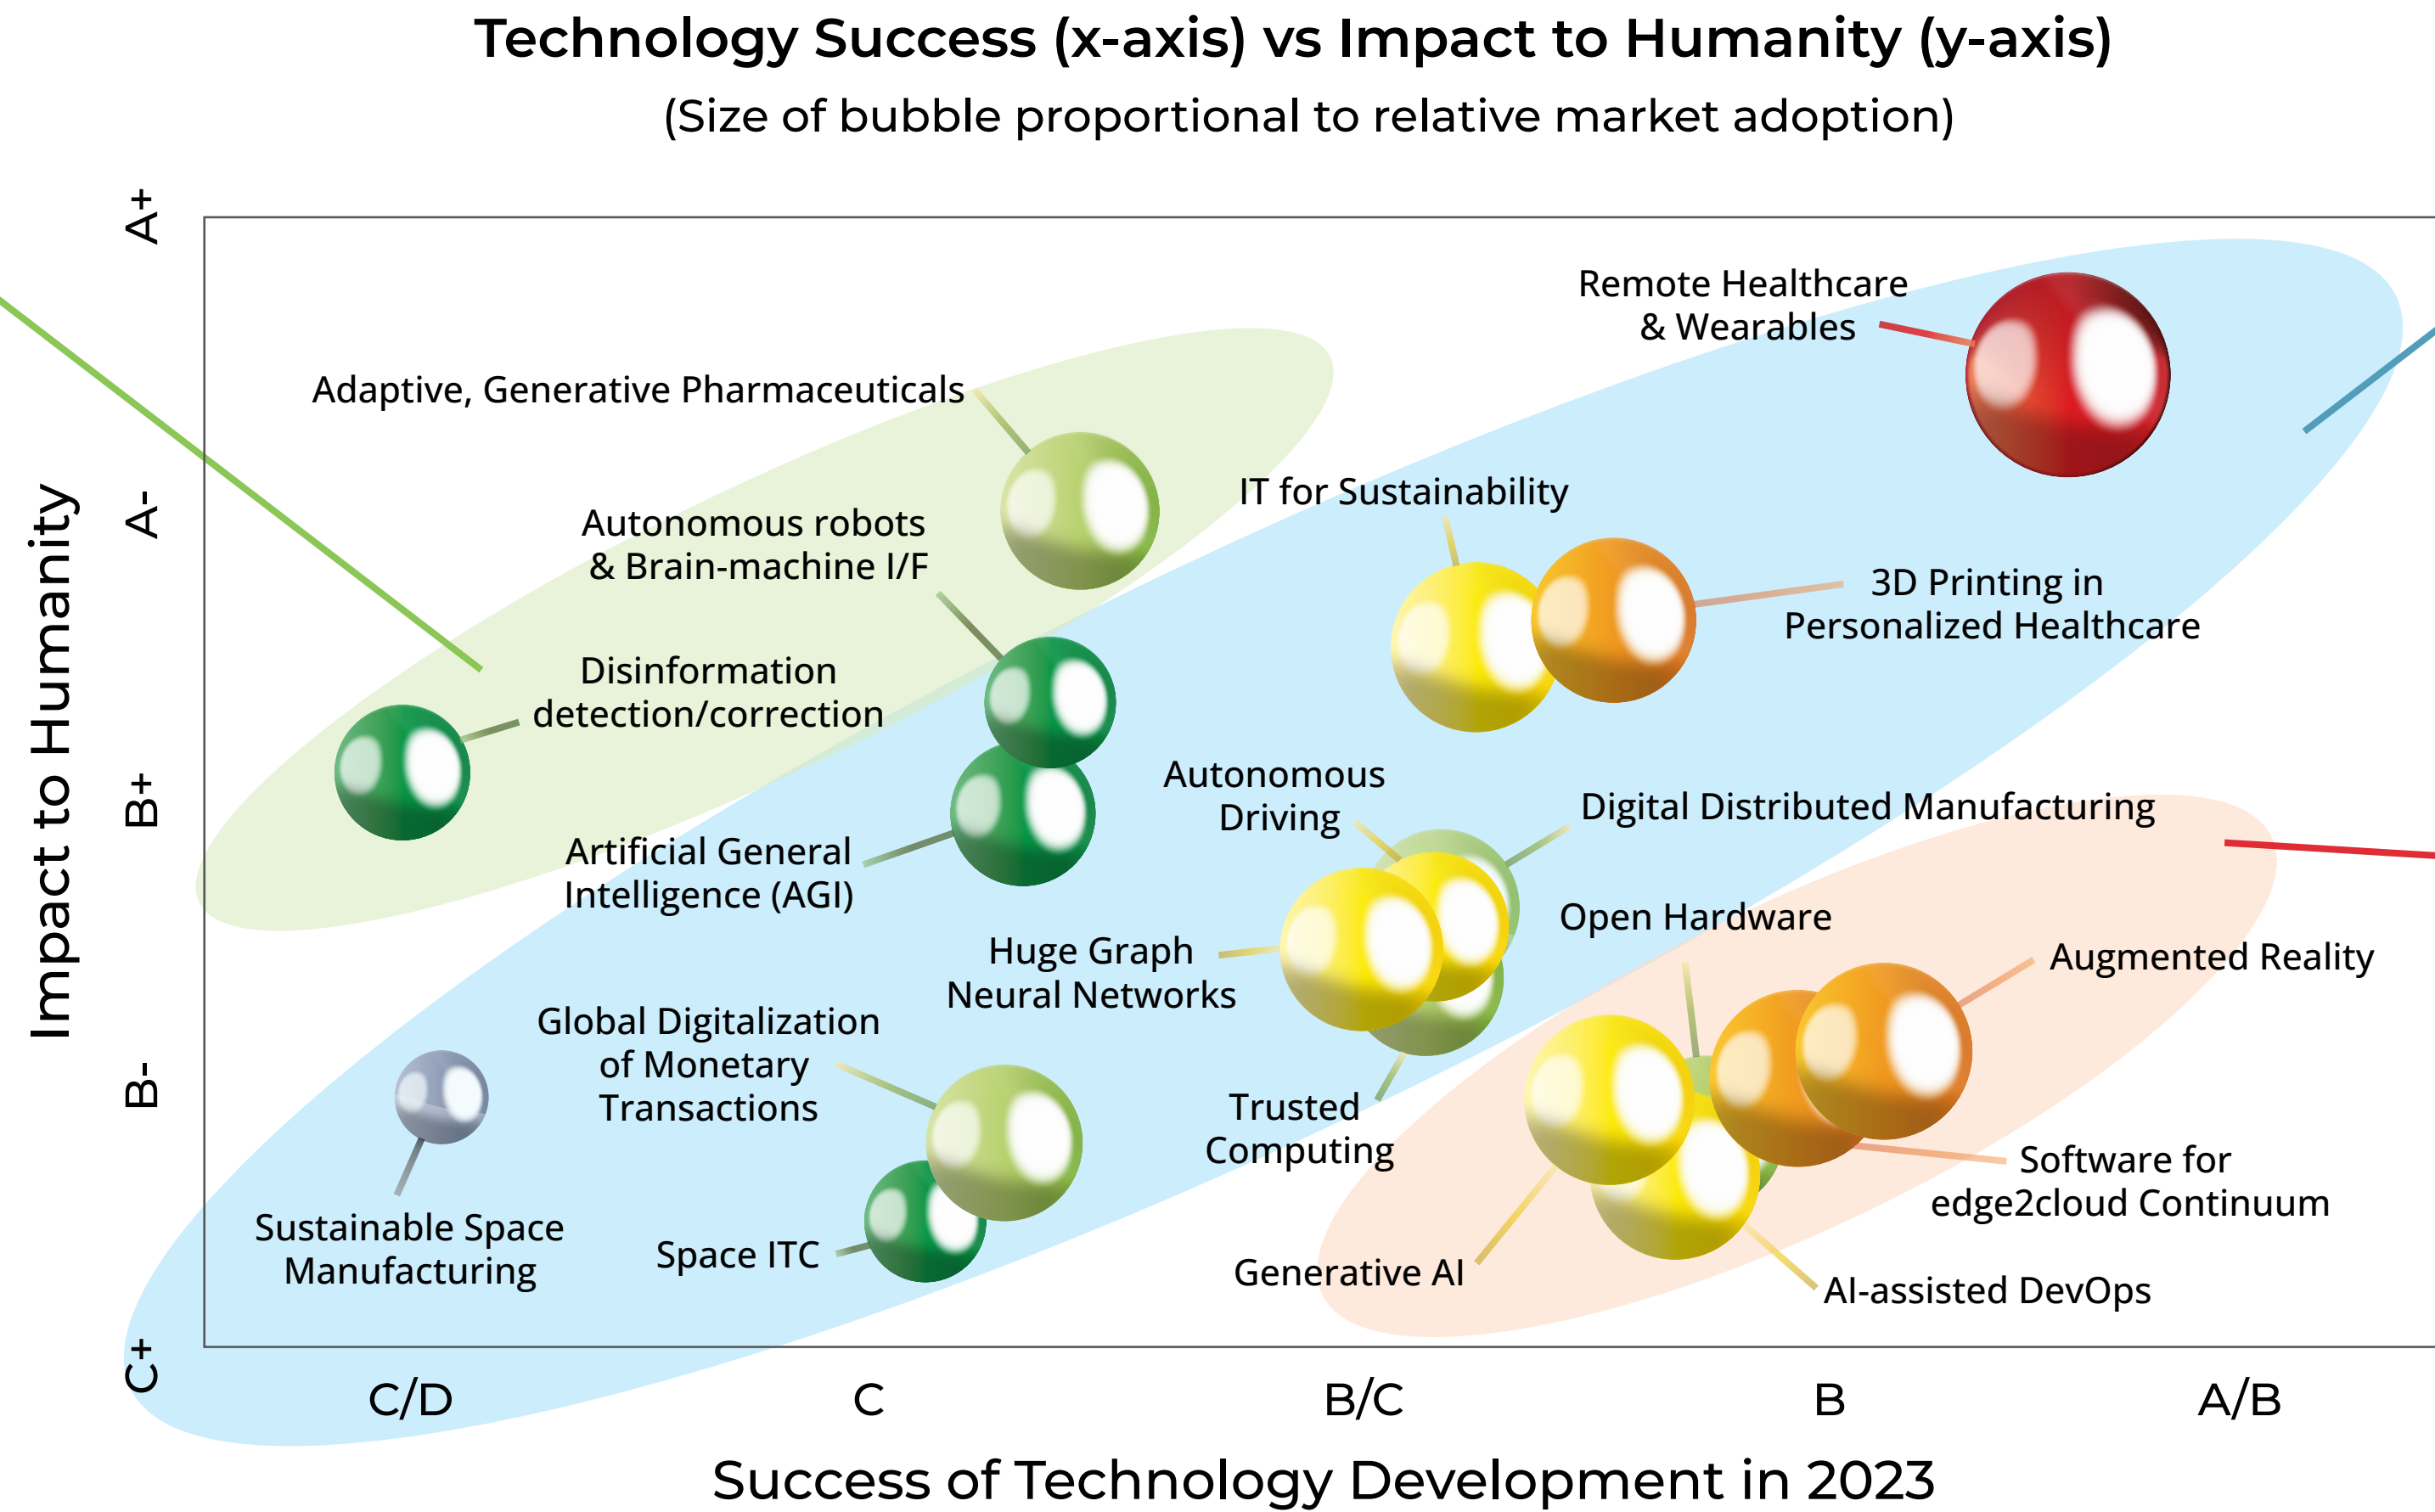 Technology Success (x-axis) vs Impact to Humanity (y-axis)
(Size of bubble proportional to relative market adoption)
Impact to Humanity
A+
A-
B+
B-
C+
Remote Healthcare
& Wearables
Adaptive, Generative Pharmaceuticals
IT for Sustainability
Autonomous robots
& Brain-machine I/F
3D Printing in
Personalized Healthcare
Disinformation
detection/correction
Autonomous
Driving
Digital Distributed Manufacturing
Artificial General
Intelligence (AGI)
Open Hardware
Huge Graph
Neural Networks
Augmented Reality
Global Digitalization
of Monetary
Transactions
Trusted
Computing
Software for
edge2cloud Continuum
Sustainable Space
Manufacturing
Space ITC
Generative AI
AI-assisted DevOps
C/D
C
B/C
B
A/B
Success of Technology Development in 2023